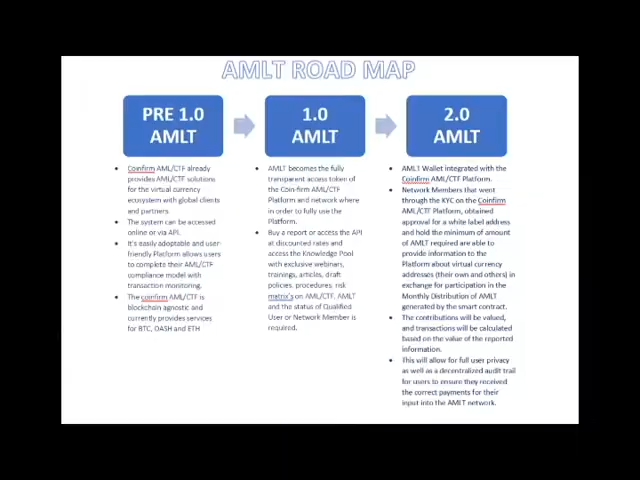 AMLT ROAD MAP
PRE 1.0
AMLT
Coinfirm AML/CTF already
provides AML/CTF solutions
for the virtual currency
ecosystem with global clients
and partners.
The system can be accessed
online or via API.
It's easily adoptable and user-
friendly Platform allows users
to complete their AML/CTF
compliance model with
transaction monitoring.
The coinfirm AML/CTF is
blockchain agnostic and
currently provides services
for BTC, DASH and ETH
1.0
AMLT
AMLT becomes the fully
transparent access token of
the Coin-firm AML/CTF
Platform and network where
in order to fully use the
Platform.
Buy a report or access the API
at discounted rates and
access the Knowledge Pool
with exclusive webinars,
trainings, articles, draft
policies, procedures, risk
matrix's on AML/CTF. AMLT
and the status of Qualified
User or Network Member is
required.
2.0
AMLT
AMLT Wallet integrated with the
Coinfirm AML/CTF Platform.
Network Members that went
through the KYC on the Coinfirm
AML/CTF Platform, obtained
approval for a white label address
and hold the minimum of amount
of AMLT required are able to
provide information to the
Platform about virtual currency
addresses (their own and others) in
exchange for participation in the
Monthly Distribution of AMLT
generated by the smart contract.
The contributions will be valued,
and transactions will be calculated
based on the value of the reported
information.
This will allow for full user privacy
as well as a decentralized audit trail
for users to ensure they received
the correct payments for their
input into the AMLT network.